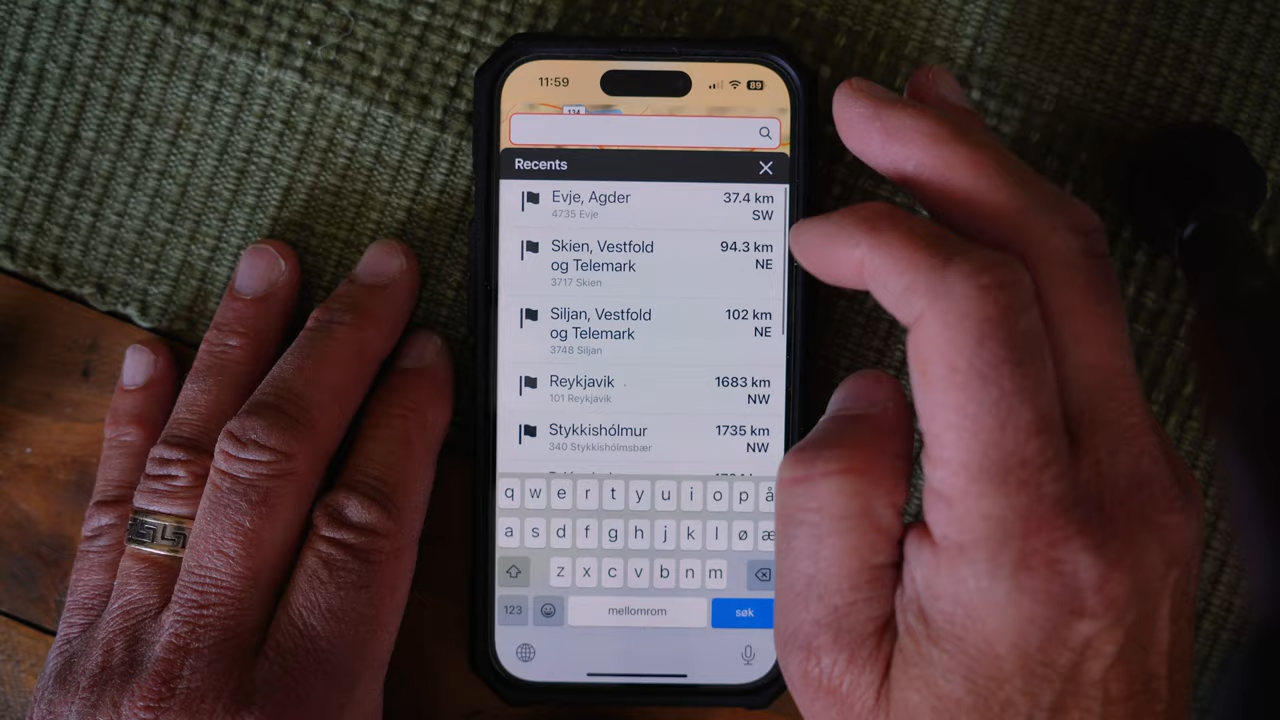 11:59
89
134
Recents
Evje, Agder 37.4 km
4735 Evje SW
Skien, Vestfold 94.3 km
og Telemark NE
3717 Skien
Siljan, Vestfold 102 km
og Telemark NE
3748 Siljan
Reykjavik 1683 km
101 Reykjavik NW
Stykkishólmur 1735 km
340 Stykkishólmsbær NW
q w e r t y u i o p å
a s d f g h j k l ø æ
z x c v b n m
123 mellomrom søk